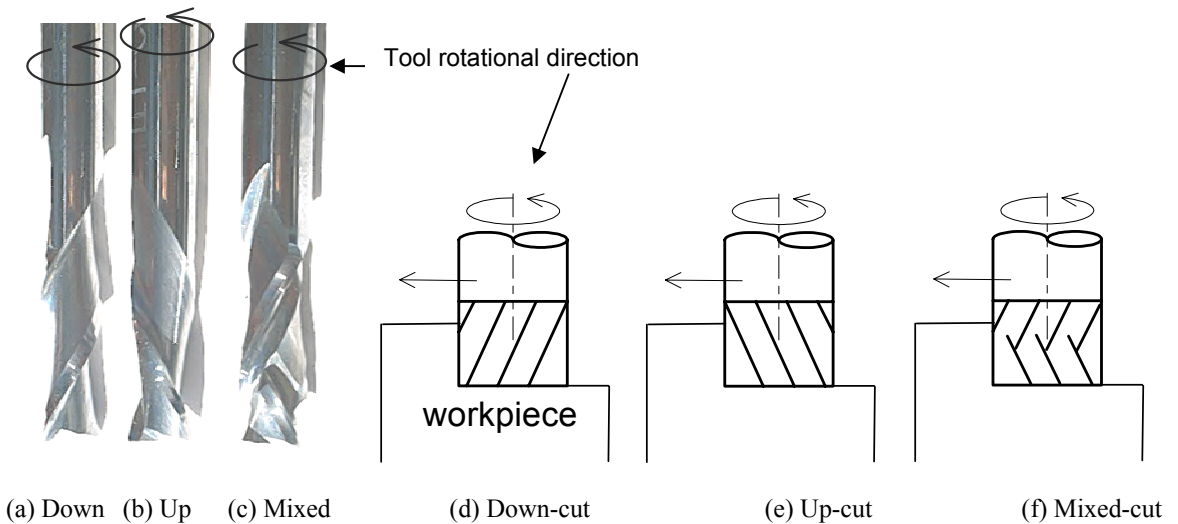 Tool rotational direction
workpiece
(a) Down (b) Up (c) Mixed (d) Down-cut (e) Up-cut (f) Mixed-cut